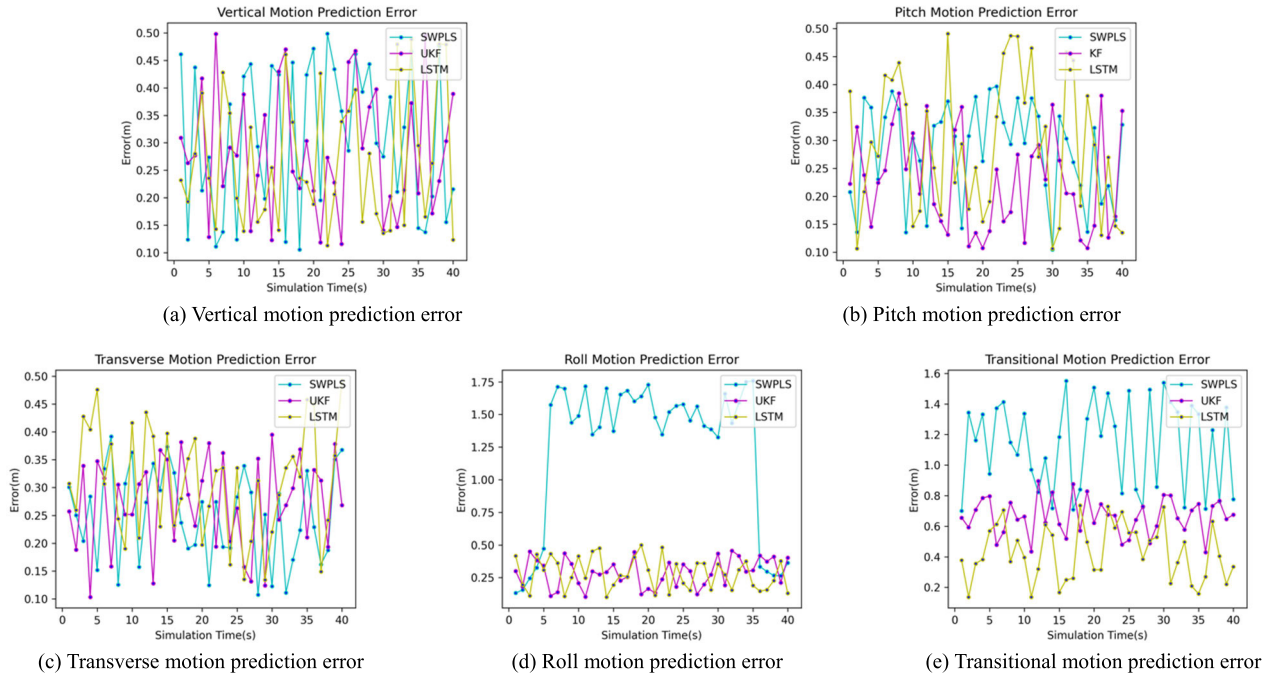 Vertical Motion Prediction Error
Error(m)
0.50
0.45
0.40
0.35
0.30
0.25
0.20
0.15
0.10
SWPLS
UKF
LSTM
0 5 10 15 20 25 30 35 40
Simulation Time(s)
(a) Vertical motion prediction error
Pitch Motion Prediction Error
Error(m)
0.50
0.45
0.40
0.35
0.30
0.25
0.20
0.15
0.10
SWPLS
KF
LSTM
0 5 10 15 20 25 30 35 40
Simulation Time(s)
(b) Pitch motion prediction error
Transverse Motion Prediction Error
Error(m)
0.50
0.45
0.40
0.35
0.30
0.25
0.20
0.15
0.10
SWPLS
UKF
LSTM
0 5 10 15 20 25 30 35 40
Simulation Time(s)
(c) Transverse motion prediction error
Roll Motion Prediction Error
Error(m)
1.75
1.50
1.25
1.00
0.75
0.50
0.25
SWPLS
UKF
LSTM
0 5 10 15 20 25 30 35 40
Simulation Time(s)
(d) Roll motion prediction error
Transitional Motion Prediction Error
Error(m)
1.6
1.4
1.2
1.0
0.8
0.6
0.4
0.2
SWPLS
UKF
LSTM
0 5 10 15 20 25 30 35 40
Simulation Time(s)
(e) Transitional motion prediction error